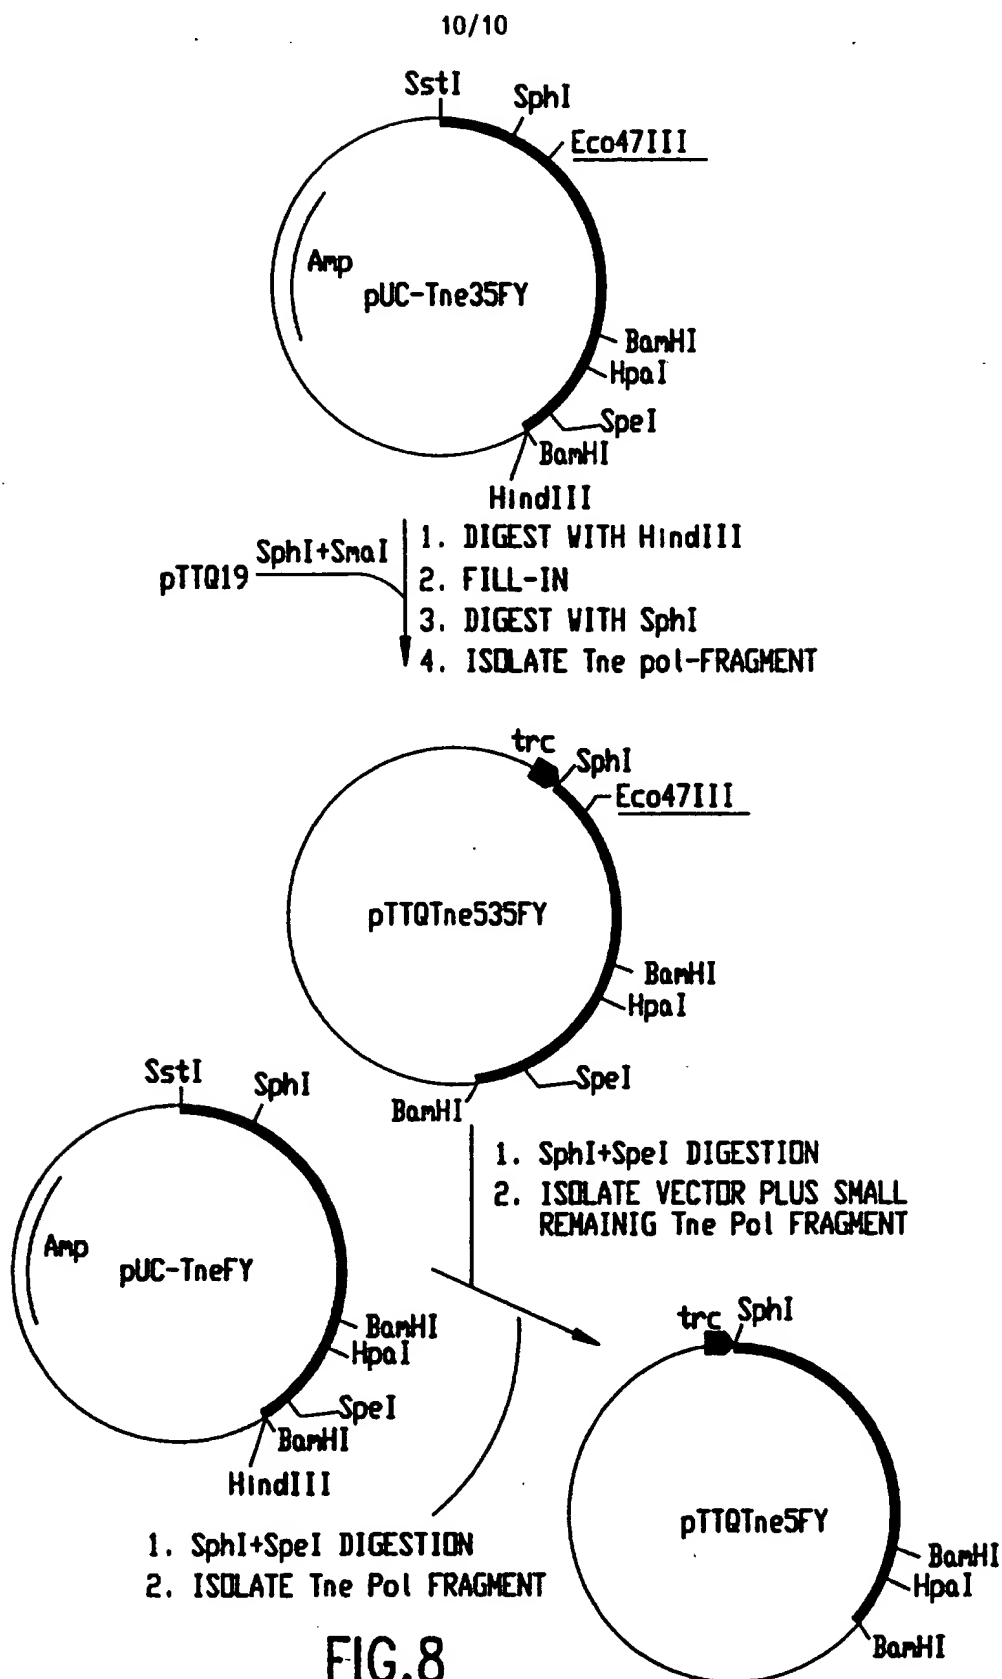 10/10
SstI
SphI
Eco47III
Amp
pUC-Tne35FY
BamHI
HpaI
SpeI
BamHI
HindIII
pTTQ19
SphI+SmaI
1. DIGEST WITH HindIII
2. FILL-IN
3. DIGEST WITH SphI
4. ISOLATE Tne pol-FRAGMENT
trc
SphI
Eco47III
pTTQTne535FY
BamHI
HpaI
SpeI
BamHI
1. SphI+SpeI DIGESTION
2. ISOLATE VECTOR PLUS SMALL
REMAINIG Tne Pol FRAGMENT
SstI
SphI
Amp
pUC-TneFY
BamHI
HpaI
SpeI
BamHI
HindIII
1. SphI+SpeI DIGESTION
2. ISOLATE Tne Pol FRAGMENT
trc
SphI
pTTQTne5FY
BamHI
HpaI
BamHI
FIG.8